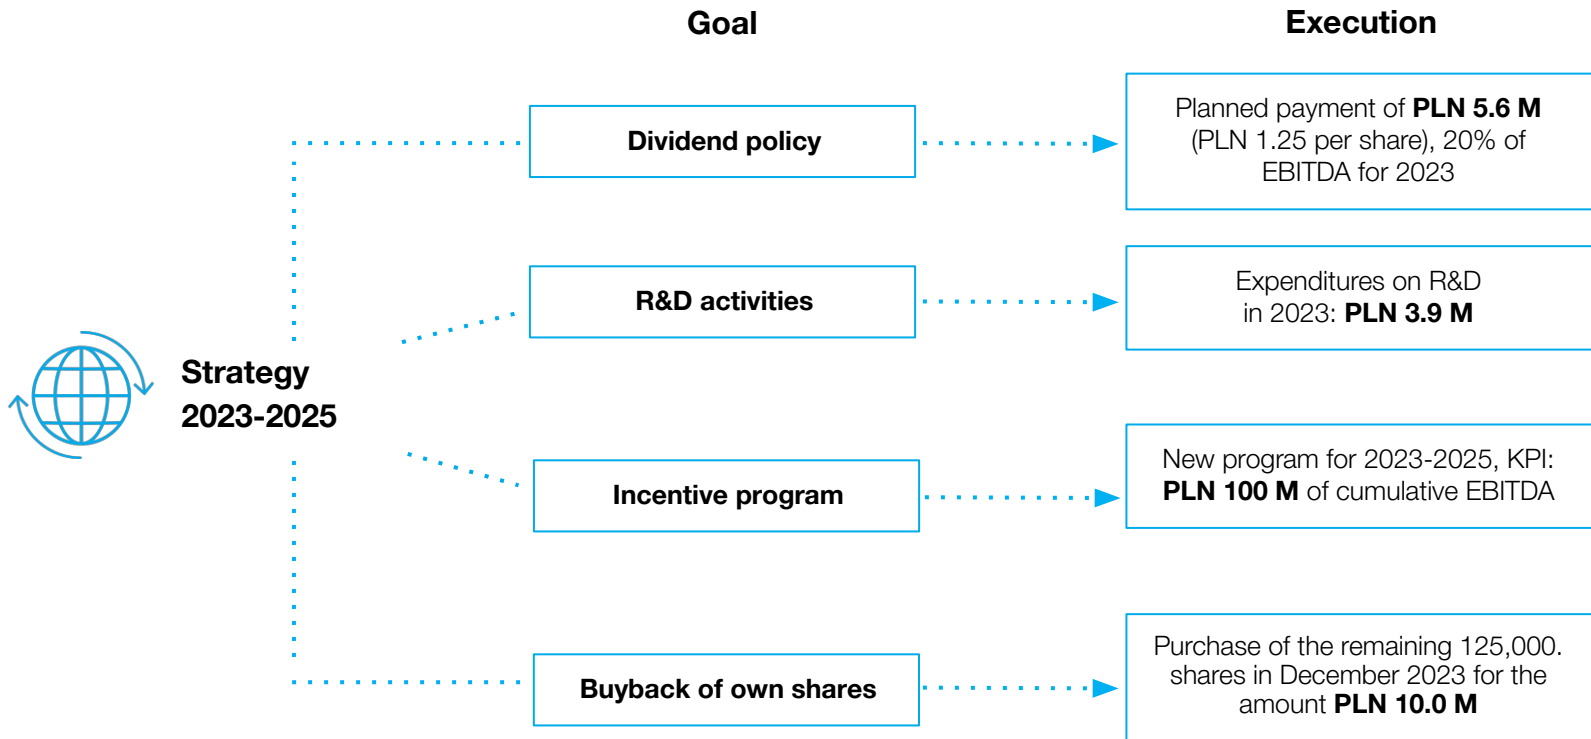 Goal
Execution
Dividend policy
Planned payment of PLN 5.6 M
(PLN 1.25 per share), 20% of
EBITDA for 2023
R&D activities
Expenditures on R&D
in 2023: PLN 3.9 M
Strategy
2023-2025
Incentive program
New program for 2023-2025, KPI:
PLN 100 M of cumulative EBITDA
Buyback of own shares
Purchase of the remaining 125,000.
shares in December 2023 for the
amount PLN 10.0 M